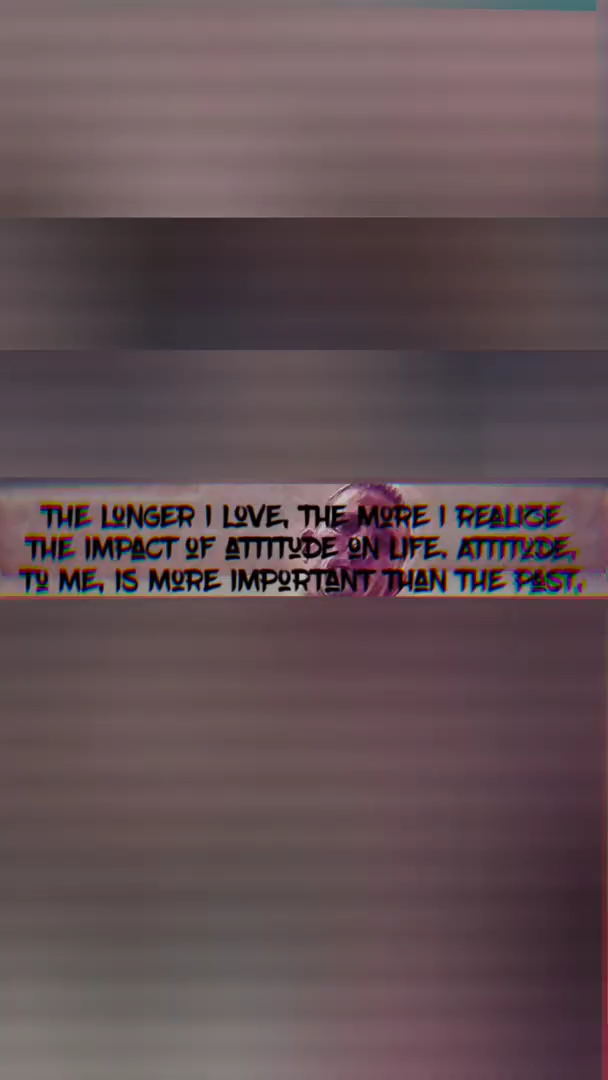 THE LONGER I LOVE, THE MORE I REALIZE
THE IMPACT OF ATTITUDE ON LIFE. ATTITUDE,
TO ME, IS MORE IMPORTANT THAN THE PAST,